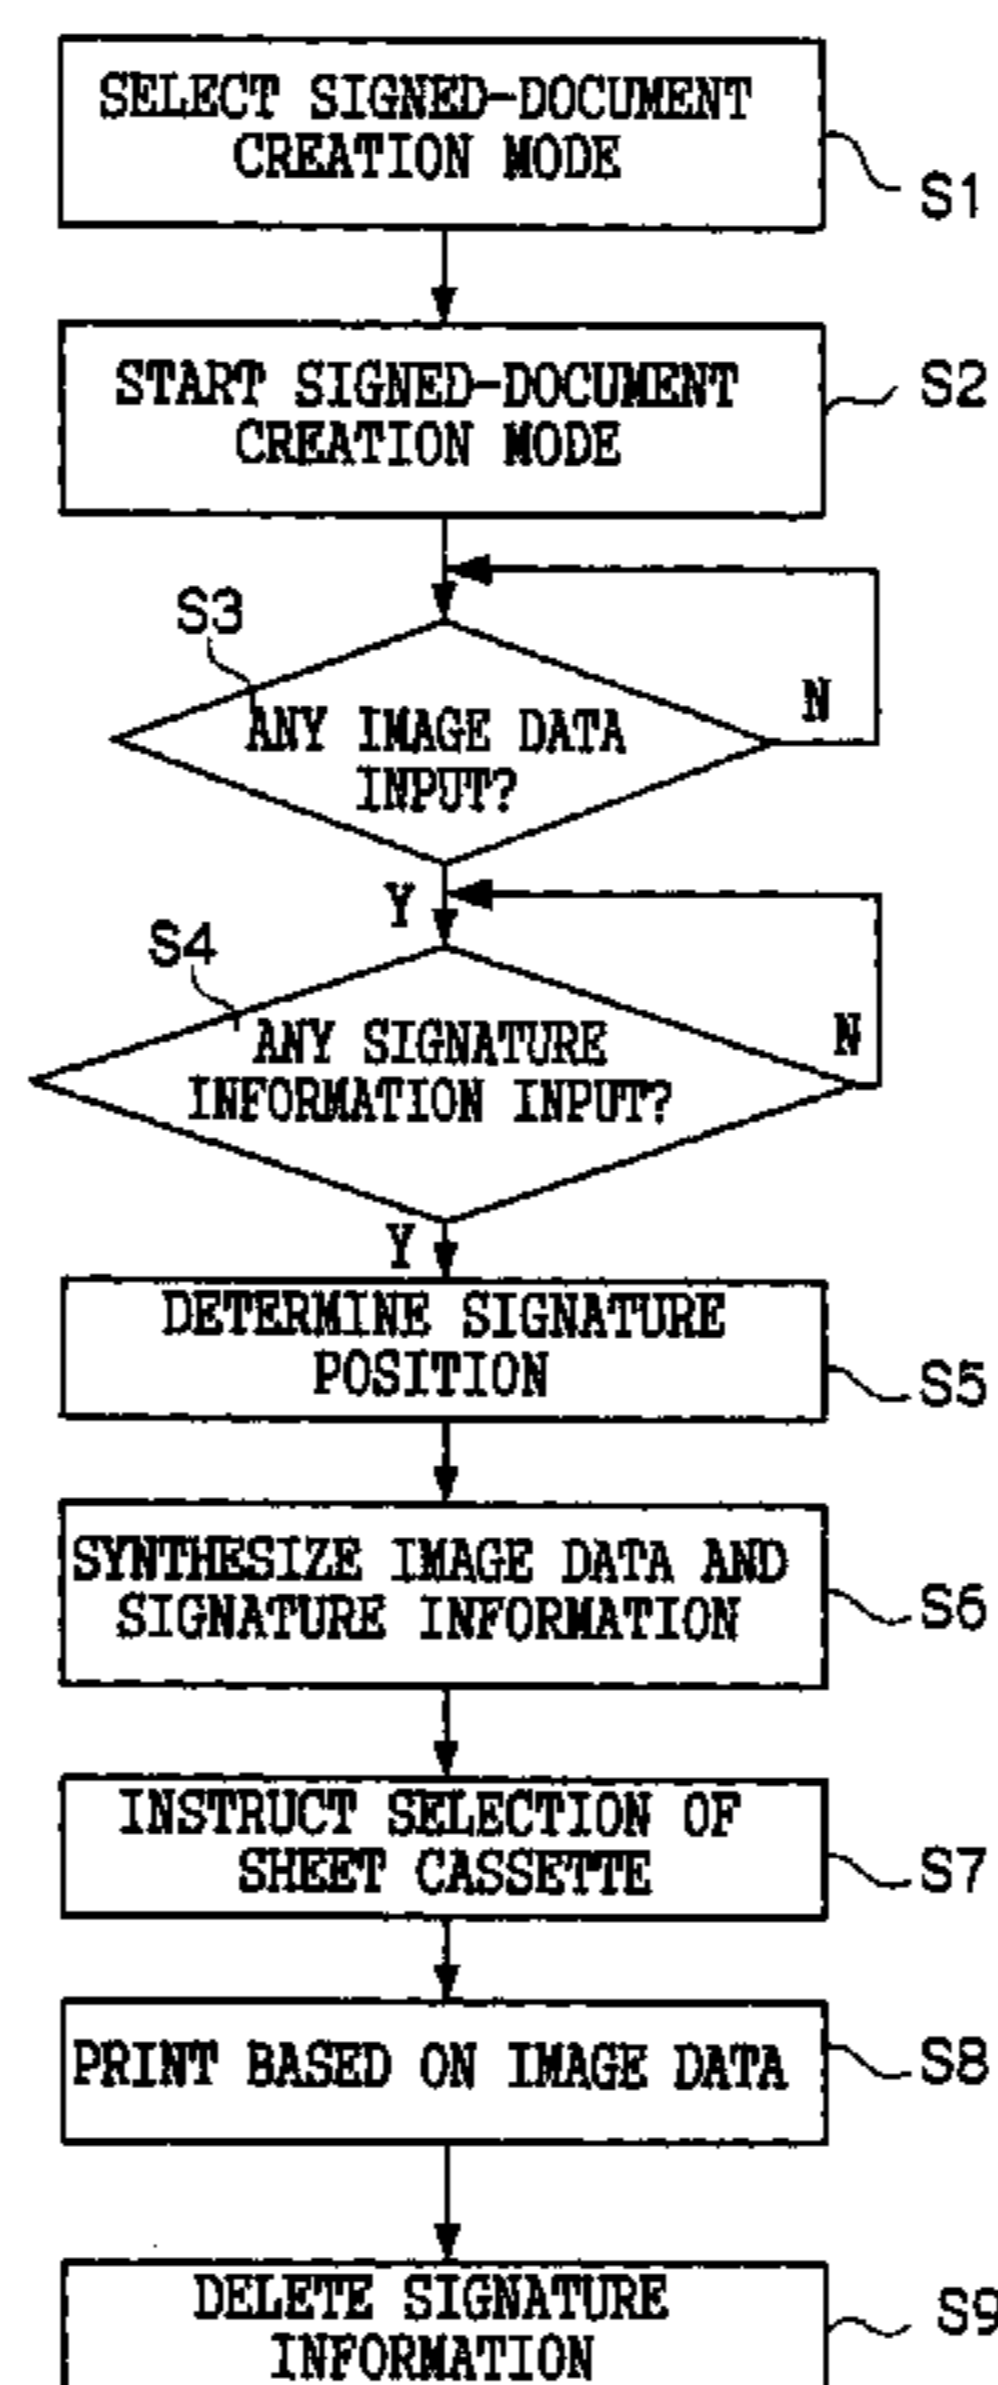 SELECT SIGNED-DOCUMENT
CREATION MODE
S1
START SIGNED-DOCUMENT
CREATION MODE
S2
S3
ANY IMAGE DATA
INPUT?
N
Y
S4
ANY SIGNATURE
INFORMATION INPUT?
N
Y
DETERMINE SIGNATURE
POSITION
S5
SYNTHESIZE IMAGE DATA AND
SIGNATURE INFORMATION
S6
INSTRUCT SELECTION OF
SHEET CASSETTE
S7
PRINT BASED ON IMAGE DATA
S8
DELETE SIGNATURE
INFORMATION
S9